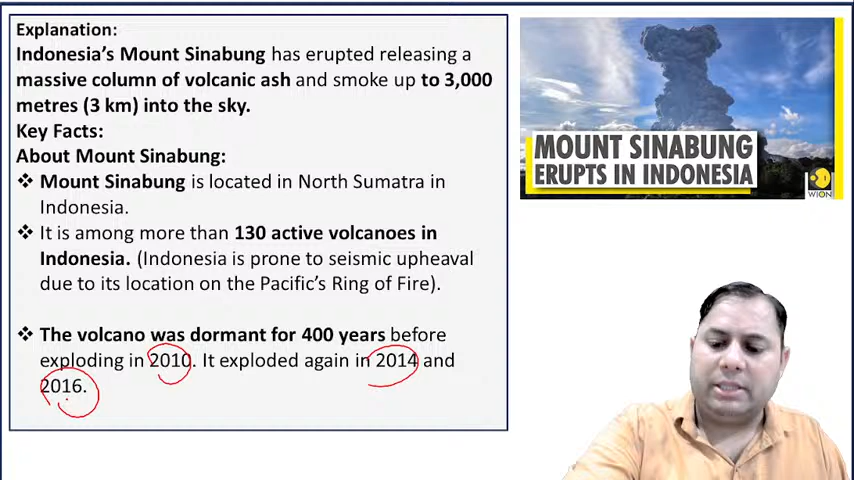 Explanation:
Indonesia's Mount Sinabung has erupted releasing a
massive column of volcanic ash and smoke up to 3,000
metres (3 km) into the sky.
Key Facts:
About Mount Sinabung:
❖ Mount Sinabung is located in North Sumatra in
Indonesia.
❖ It is among more than 130 active volcanoes in
Indonesia. (Indonesia is prone to seismic upheaval
due to its location on the Pacific's Ring of Fire).
❖ The volcano was dormant for 400 years before
exploding in 2010. It exploded again in 2014 and
2016.
MOUNT SINABUNG
ERUPTS IN INDONESIA
WION